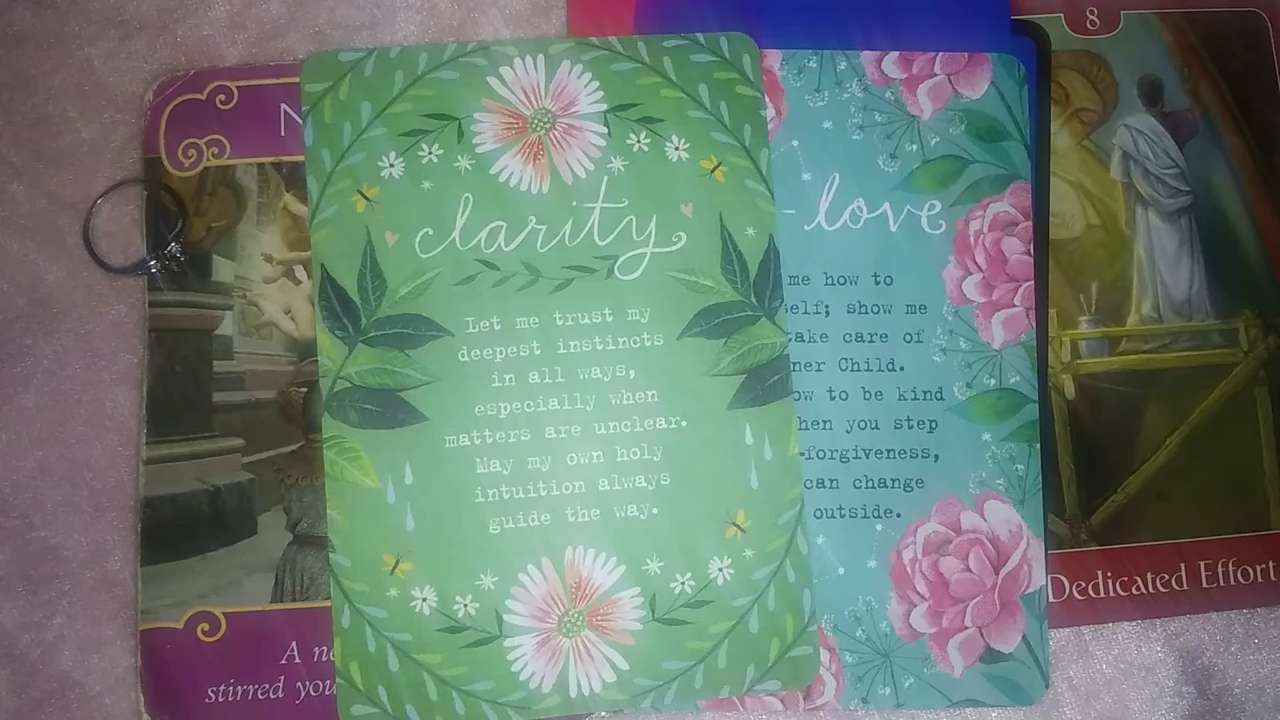 N
A ne
stirred you
clarity
Let me trust my
deepest instincts
in all ways,
especially when
matters are unclear.
May my own holy
intuition always
guide the way.
-love
me how to
self; show me
take care of
ner Child.
ow to be kind
hen you step
-forgiveness,
can change
outside.
8
Dedicated Effort